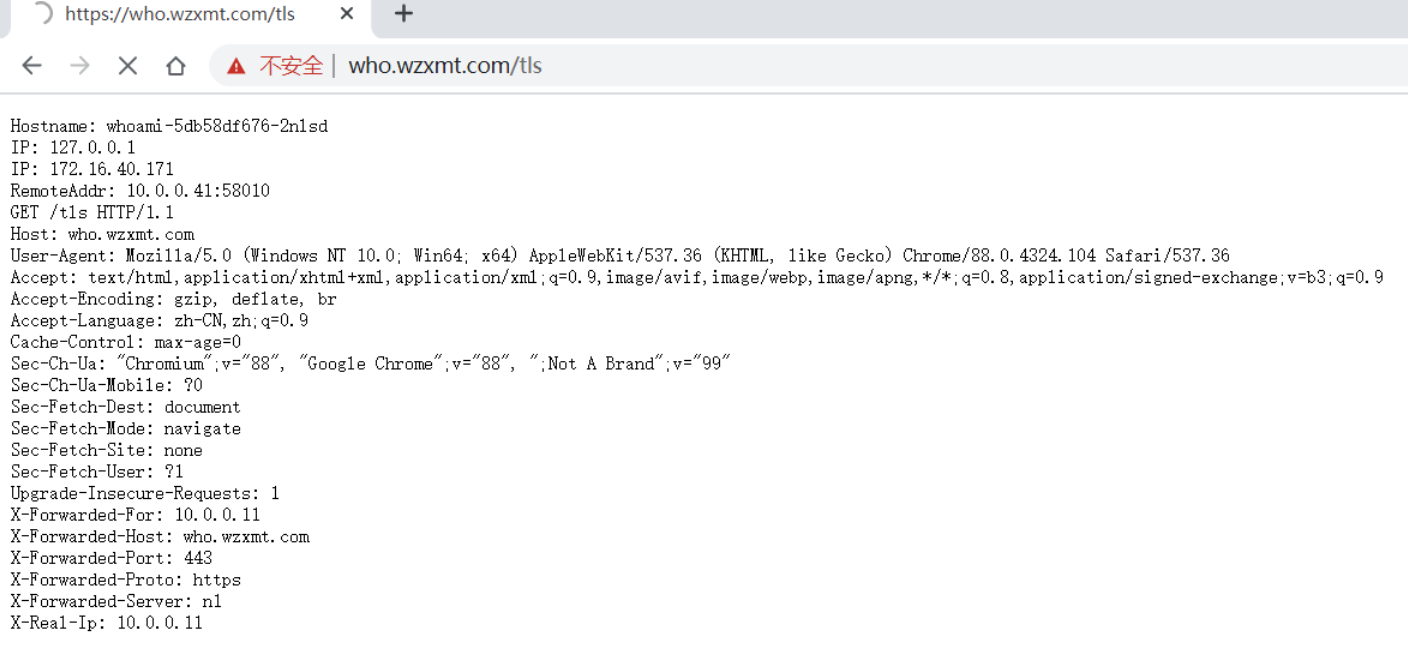 https://who.wzxmt.com/tls
不安全 who.wzxmt.com/tls
Hostname: whoami-5db58df676-2nlsd
IP: 127.0.0.1
IP: 172.16.40.171
RemoteAddr: 10.0.0.41:58010
GET /tls HTTP/1.1
Host: who.wzxmt.com
User-Agent: Mozilla/5.0 (Windows NT 10.0; Win64; x64) AppleWebKit/537.36 (KHTML, like Gecko) Chrome/88.0.4324.104 Safari/537.36
Accept: text/html,application/xhtml+xml,application/xml;q=0.9,image/avif,image/webp,image/apng,*/*;q=0.8,application/signed-exchange;v=b3;q=0.9
Accept-Encoding: gzip, deflate, br
Accept-Language: zh-CN,zh;q=0.9
Cache-Control: max-age=0
Sec-Ch-Ua: "Chromium";v="88", "Google Chrome";v="88", ";Not A Brand";v="99"
Sec-Ch-Ua-Mobile: ?0
Sec-Fetch-Dest: document
Sec-Fetch-Mode: navigate
Sec-Fetch-Site: none
Sec-Fetch-User: ?1
Upgrade-Insecure-Requests: 1
X-Forwarded-For: 10.0.0.11
X-Forwarded-Host: who.wzxmt.com
X-Forwarded-Port: 443
X-Forwarded-Proto: https
X-Forwarded-Server: n1
X-Real-Ip: 10.0.0.11